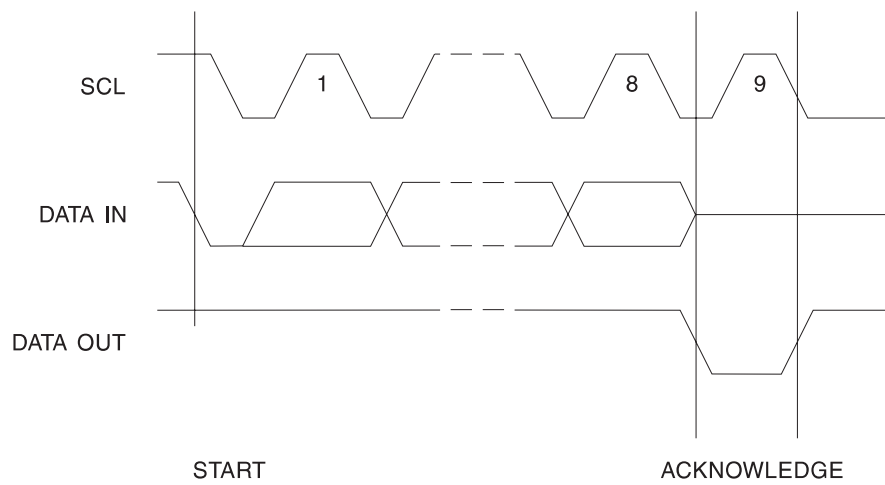 SCL
1
8
9
DATA IN
DATA OUT
START
ACKNOWLEDGE